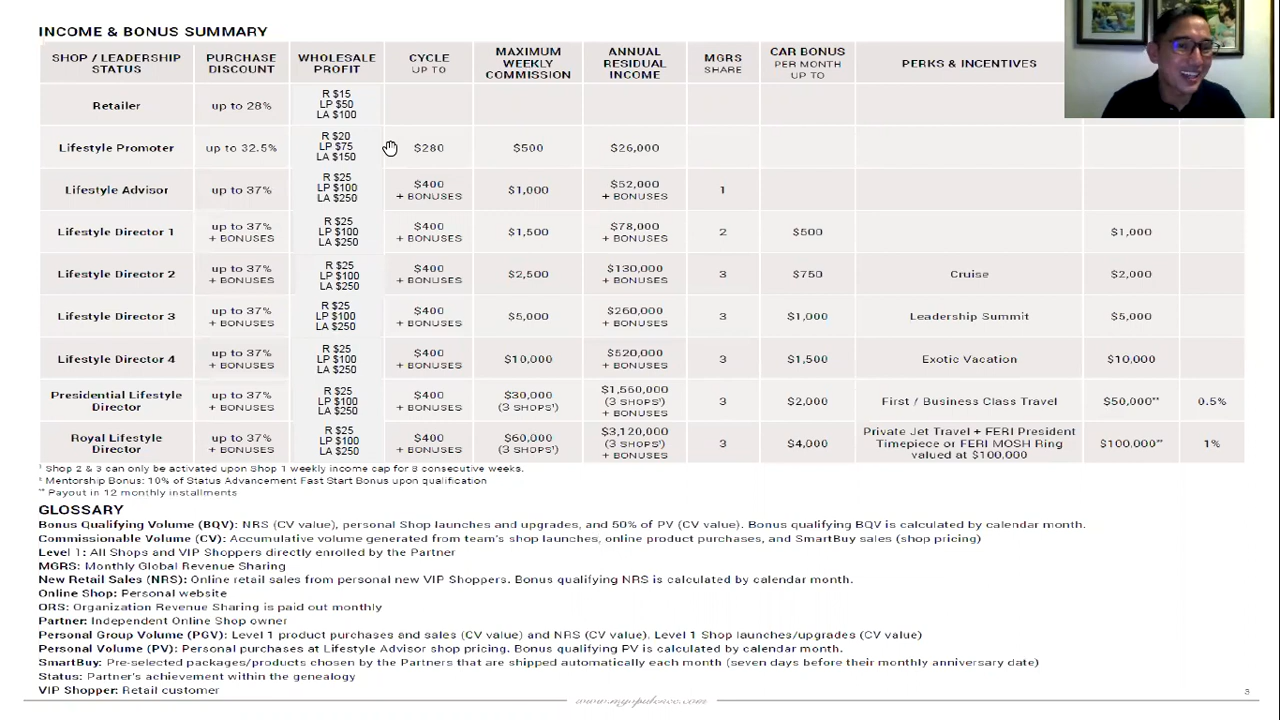 INCOME & BONUS SUMMARY
SHOP / LEADERSHIP STATUS PURCHASE DISCOUNT WHOLESALE PROFIT CYCLE UP TO MAXIMUM WEEKLY COMMISSION ANNUAL RESIDUAL INCOME MGRS SHARE CAR BONUS PER MONTH UP TO PERKS & INCENTIVES
Retailer up to 28% R $15 LP $50 LA $100
Lifestyle Promoter up to 32.5% R $20 LP $75 LA $150 $280 $500 $26,000
Lifestyle Advisor up to 37% R $25 LP $100 LA $250 $400 + BONUSES $1,000 $52,000 + BONUSES 1
Lifestyle Director 1 up to 37% + BONUSES R $25 LP $100 LA $250 $400 + BONUSES $1,500 $78,000 + BONUSES 2 $500 $1,000
Lifestyle Director 2 up to 37% + BONUSES R $25 LP $100 LA $250 $400 + BONUSES $2,500 $130,000 + BONUSES 3 $750 Cruise $2,000
Lifestyle Director 3 up to 37% + BONUSES R $25 LP $100 LA $250 $400 + BONUSES $5,000 $260,000 + BONUSES 3 $1,000 Leadership Summit $5,000
Lifestyle Director 4 up to 37% + BONUSES R $25 LP $100 LA $250 $400 + BONUSES $10,000 $520,000 + BONUSES 3 $1,500 Exotic Vacation $10,000
Presidential Lifestyle Director up to 37% + BONUSES R $25 LP $100 LA $250 $400 + BONUSES $30,000 (3 SHOPS¹) $1,560,000 (3 SHOPS¹) + BONUSES 3 $2,000 First / Business Class Travel $50,000** 0.5%
Royal Lifestyle Director up to 37% + BONUSES R $25 LP $100 LA $250 $400 + BONUSES $60,000 (3 SHOPS¹) $3,120,000 (3 SHOPS¹) + BONUSES 3 $4,000 Private Jet Travel + FERI President Timepiece or FERI MOSH Ring valued at $100,000 $100,000** 1%
¹ Shop 2 & 3 can only be activated upon Shop 1 weekly income cap for 8 consecutive weeks.
Mentorship Bonus: 10% of Status Advancement Fast Start Bonus upon qualification
** Payout in 12 monthly installments
GLOSSARY
Bonus Qualifying Volume (BQV): NRS (CV value), personal Shop launches and upgrades, and 50% of PV (CV value). Bonus qualifying BQV is calculated by calendar month.
Commissionable Volume (CV): Accumulative volume generated from team's shop launches, online product purchases, and SmartBuy sales (shop pricing)
Level 1: All Shops and VIP Shoppers directly enrolled by the Partner
MGRS: Monthly Global Revenue Sharing
New Retail Sales (NRS): Online retail sales from personal new VIP Shoppers. Bonus qualifying NRS is calculated by calendar month.
Online Shop: Personal website
ORS: Organization Revenue Sharing is paid out monthly
Partner: Independent Online Shop owner
Personal Group Volume (PGV): Level 1 product purchases and sales (CV value) and NRS (CV value). Level 1 Shop launches/upgrades (CV value)
Personal Volume (PV): Personal purchases at Lifestyle Advisor shop pricing. Bonus qualifying PV is calculated by calendar month.
SmartBuy: Pre-selected packages/products chosen by the Partners that are shipped automatically each month (seven days before their monthly anniversary date)
Status: Partner's achievement within the genealogy
VIP Shopper: Retail customer
3